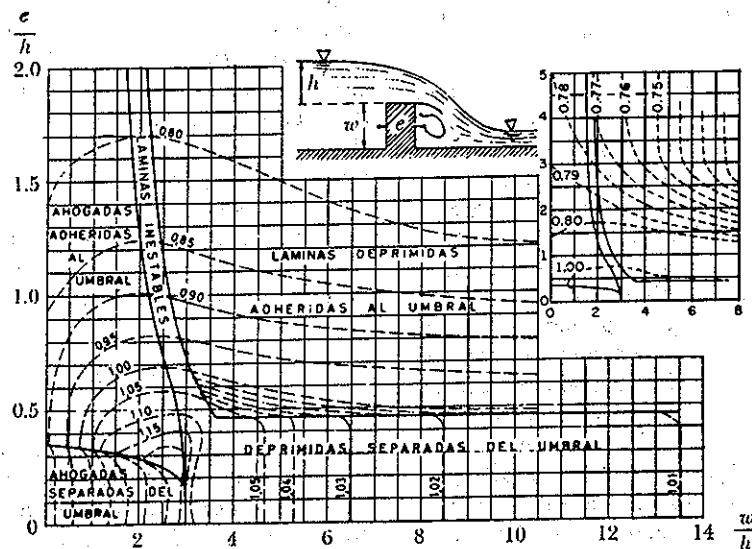 e/h
2.0
1.5
1.0
0.5
0
h
w
e
0.80
0.85
0.90
0.95
1.00
1.05
1.10
1.15
LAMINAS INESTABLES
AHOGADAS
ADHERIDAS
AL
UMBRAL
LAMINAS DEPRIMIDAS
ADHERIDAS AL UMBRAL
DEPRIMIDAS SEPARADAS DEL UMBRAL
AHOGADAS
SEPARADAS DEL
UMBRAL
1.05
1.04
1.03
1.02
1.01
2 4 6 8 10 12 14
w/h
5
4
3
2
1
0
0.78
0.77
0.76
0.75
0.79
0.80
1.00
0 2 4 6 8